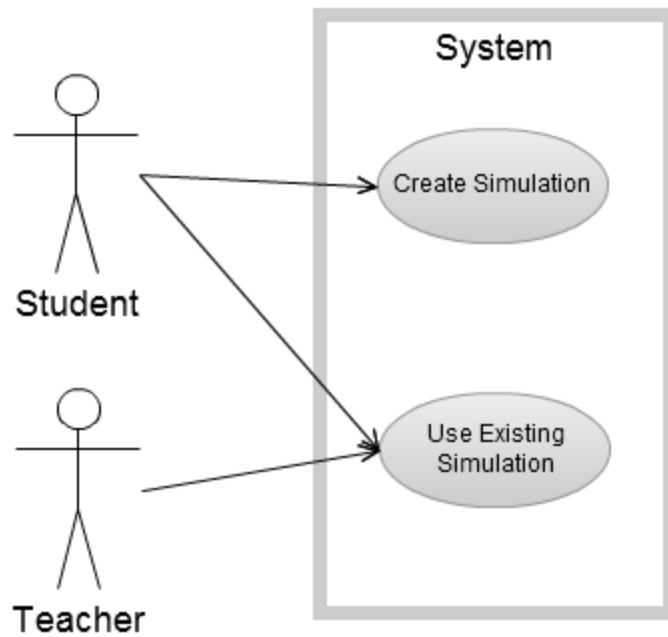 System
Create Simulation
Student
Use Existing
Simulation
Teacher